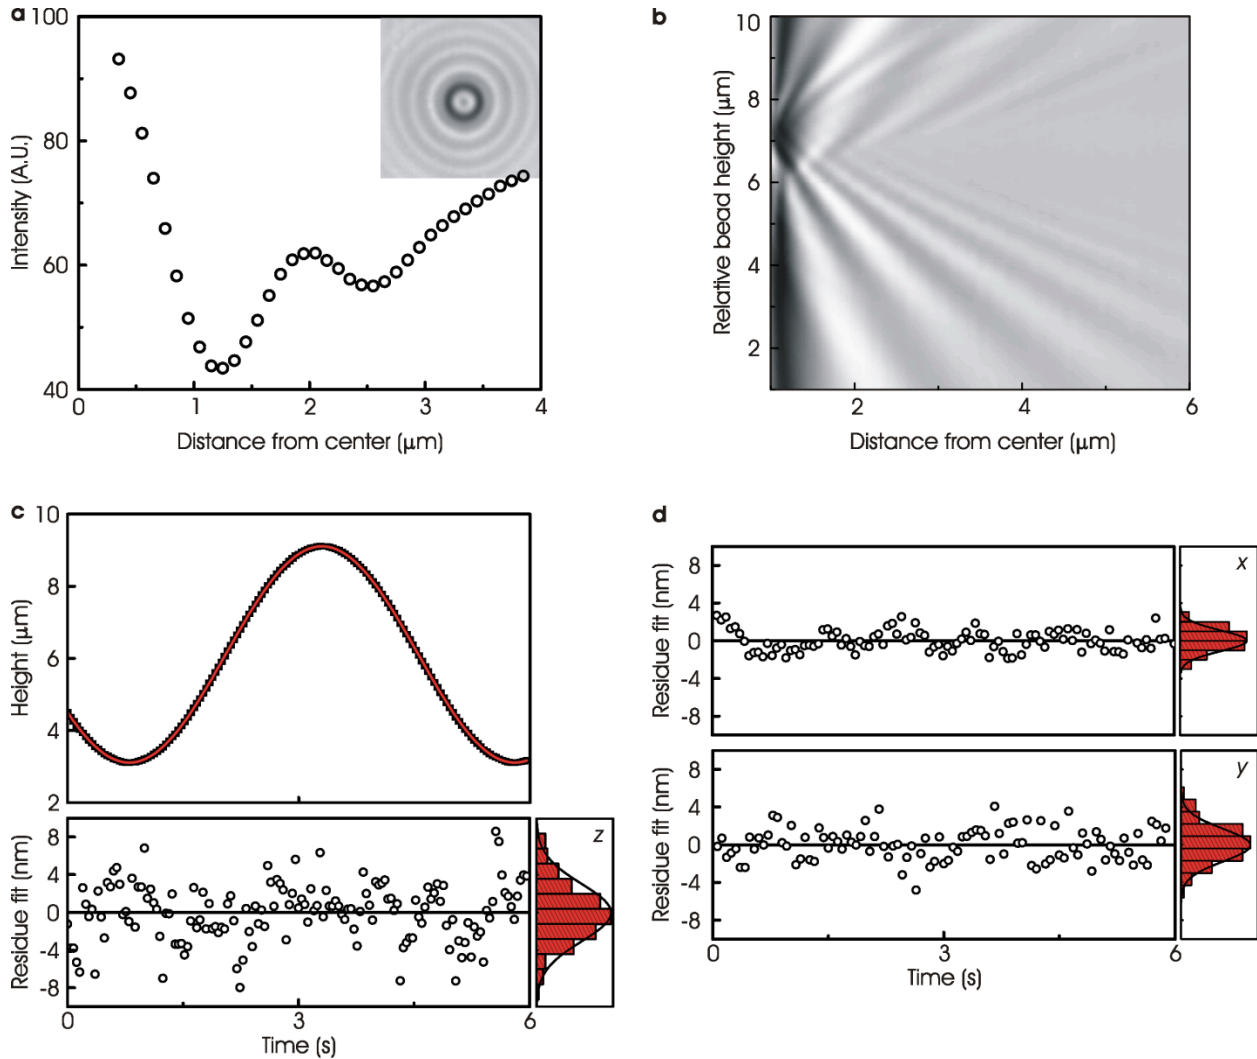 a
100
80
60
40
Intensity (A.U.)
0 1 2 3 4
Distance from center (μm)
b
10
8
6
4
2
Relative bead height (μm)
2 4 6
Distance from center (μm)
c
10
8
6
4
2
Height (μm)
z
8
4
0
-4
-8
Residue fit (nm)
0 3 6
Time (s)
d
x
8
4
0
-4
-8
Residue fit (nm)
y
8
4
0
-4
-8
Residue fit (nm)
0 3 6
Time (s)